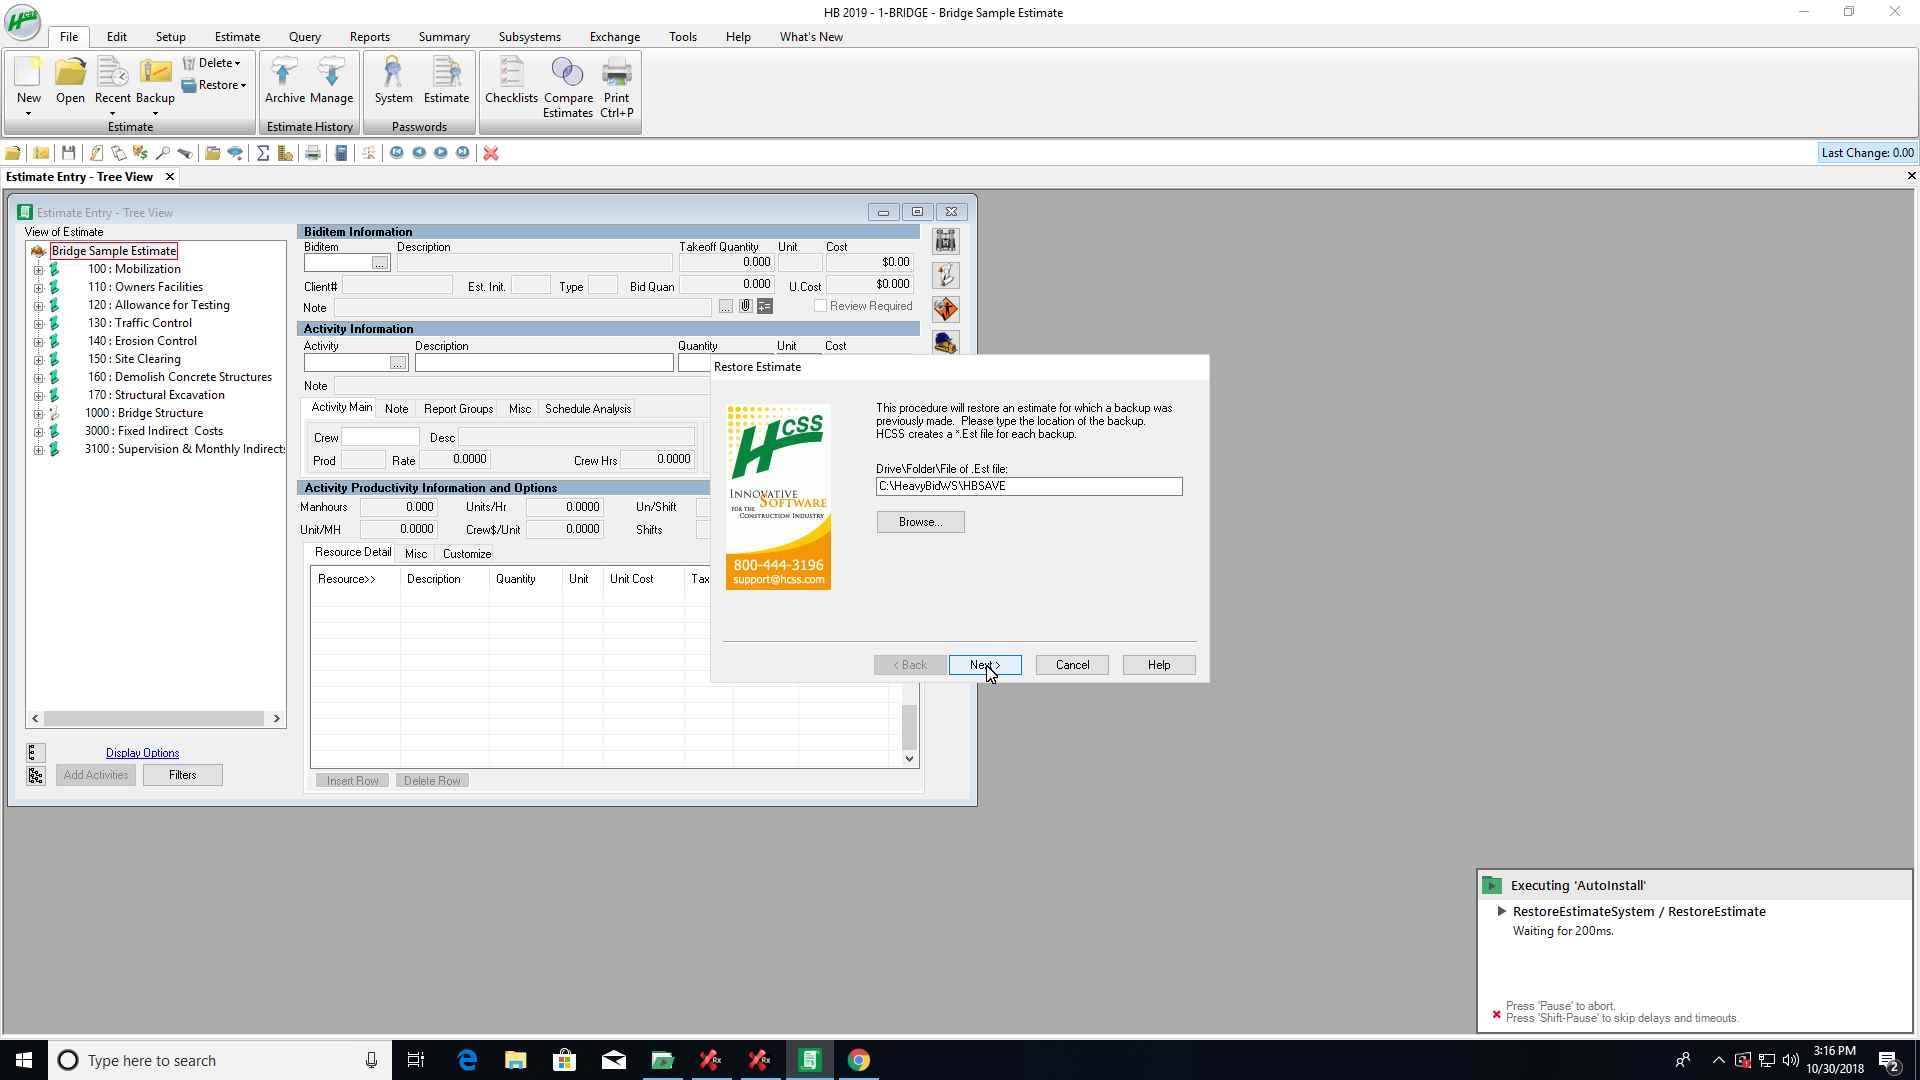 HB 2019 - 1-BRIDGE - Bridge Sample Estimate
File Edit Setup Estimate Query Reports Summary Subsystems Exchange Tools Help What's New
New Open Recent Backup Delete Restore
Archive Manage
System Estimate
Checklists Compare Estimates Print Ctrl+P
Estimate
Estimate History
Passwords
Last Change: 0.00
Estimate Entry - Tree View
Estimate Entry - Tree View
View of Estimate
Bridge Sample Estimate
100 : Mobilization
110 : Owners Facilities
120 : Allowance for Testing
130 : Traffic Control
140 : Erosion Control
150 : Site Clearing
160 : Demolish Concrete Structures
170 : Structural Excavation
1000 : Bridge Structure
3000 : Fixed Indirect Costs
3100 : Supervision & Monthly Indirects
Display Options
Add Activities Filters
Biditem Information
Biditem Description Takeoff Quantity Unit Cost
... 0.000 $0.00
Client# Est. Init. Type Bid Quan 0.000 U.Cost $0.000
Note ... Review Required
Activity Information
Activity Description Quantity Unit Cost
...
Note
Activity Main Note Report Groups Misc Schedule Analysis
Crew Desc
Prod Rate 0.0000 Crew Hrs 0.0000
Activity Productivity Information and Options
Manhours 0.000 Units/Hr 0.0000 Un/Shift
Unit/MH 0.0000 Crew$/Unit 0.0000 Shifts
Resource Detail Misc Customize
Resource>> Description Quantity Unit Unit Cost Tax
Insert Row Delete Row
Restore Estimate
HCSS
INNOVATIVE
SOFTWARE
FOR THE
CONSTRUCTION INDUSTRY
800-444-3196
support@hcss.com
This procedure will restore an estimate for which a backup was
previously made. Please type the location of the backup.
HCSS creates a *.Est file for each backup.
Drive\Folder\File of .Est file:
C:\HeavyBid\WS\HBSAVE
Browse...
< Back Next > Cancel Help
Executing 'AutoInstall'
RestoreEstimateSystem / RestoreEstimate
Waiting for 200ms.
Press 'Pause' to abort.
Press 'Shift-Pause' to skip delays and timeouts.
Type here to search
3:16 PM
10/30/2018
2